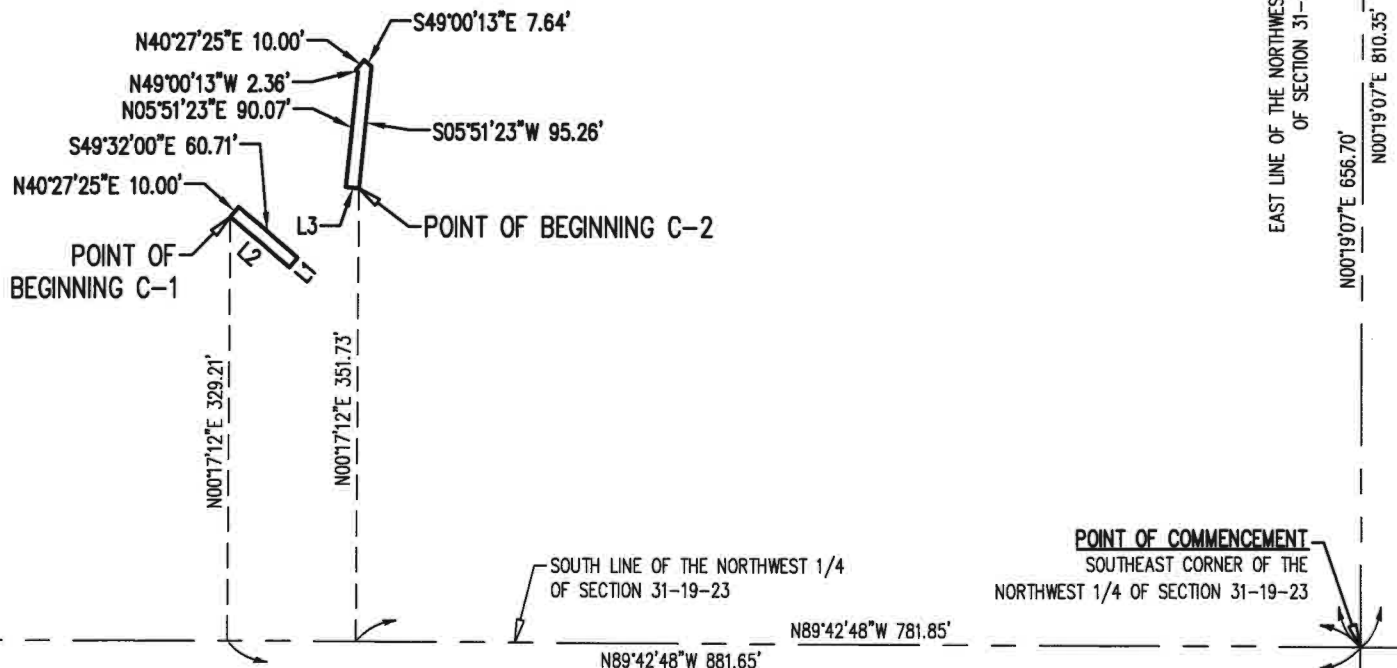 S49°00'13"E 7.64'
N40°27'25"E 10.00'
N49°00'13"W 2.36'
N05°51'23"E 90.07'
S05°51'23"W 95.26'
S49°32'00"E 60.71'
N40°27'25"E 10.00'
L3
POINT OF BEGINNING C-2
POINT OF
BEGINNING C-1
L2
L1
N00°17'12"E 329.21'
N00°17'12"E 351.73'
EAST LINE OF THE NORTHWES
OF SECTION 31-
N00°19'07"E 656.70'
N00°19'07"E 810.35'
POINT OF COMMENCEMENT
SOUTHEAST CORNER OF THE
NORTHWEST 1/4 OF SECTION 31-19-23
SOUTH LINE OF THE NORTHWEST 1/4
OF SECTION 31-19-23
N89°42'48"W 781.85'
N89°42'48"W 881.65'